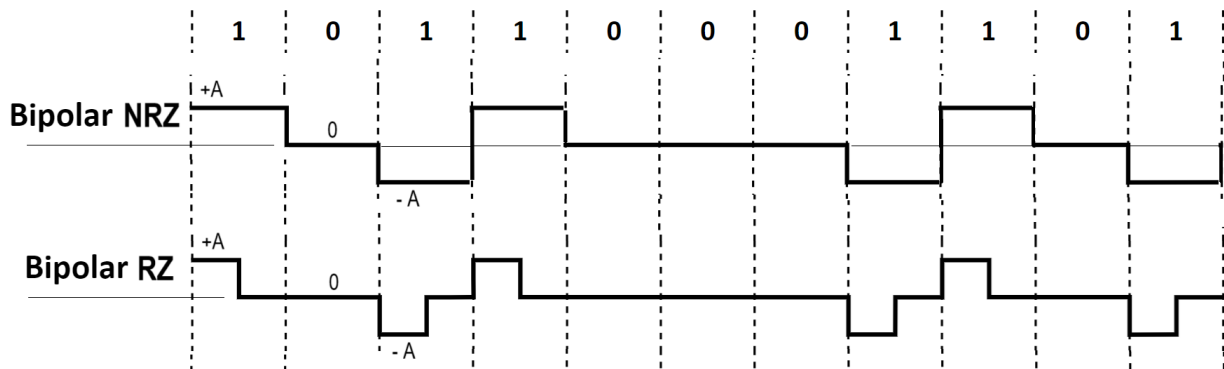 1 0 1 1 0 0 0 1 1 0 1
+A
Bipolar NRZ
0
- A
+A
Bipolar RZ
0
- A